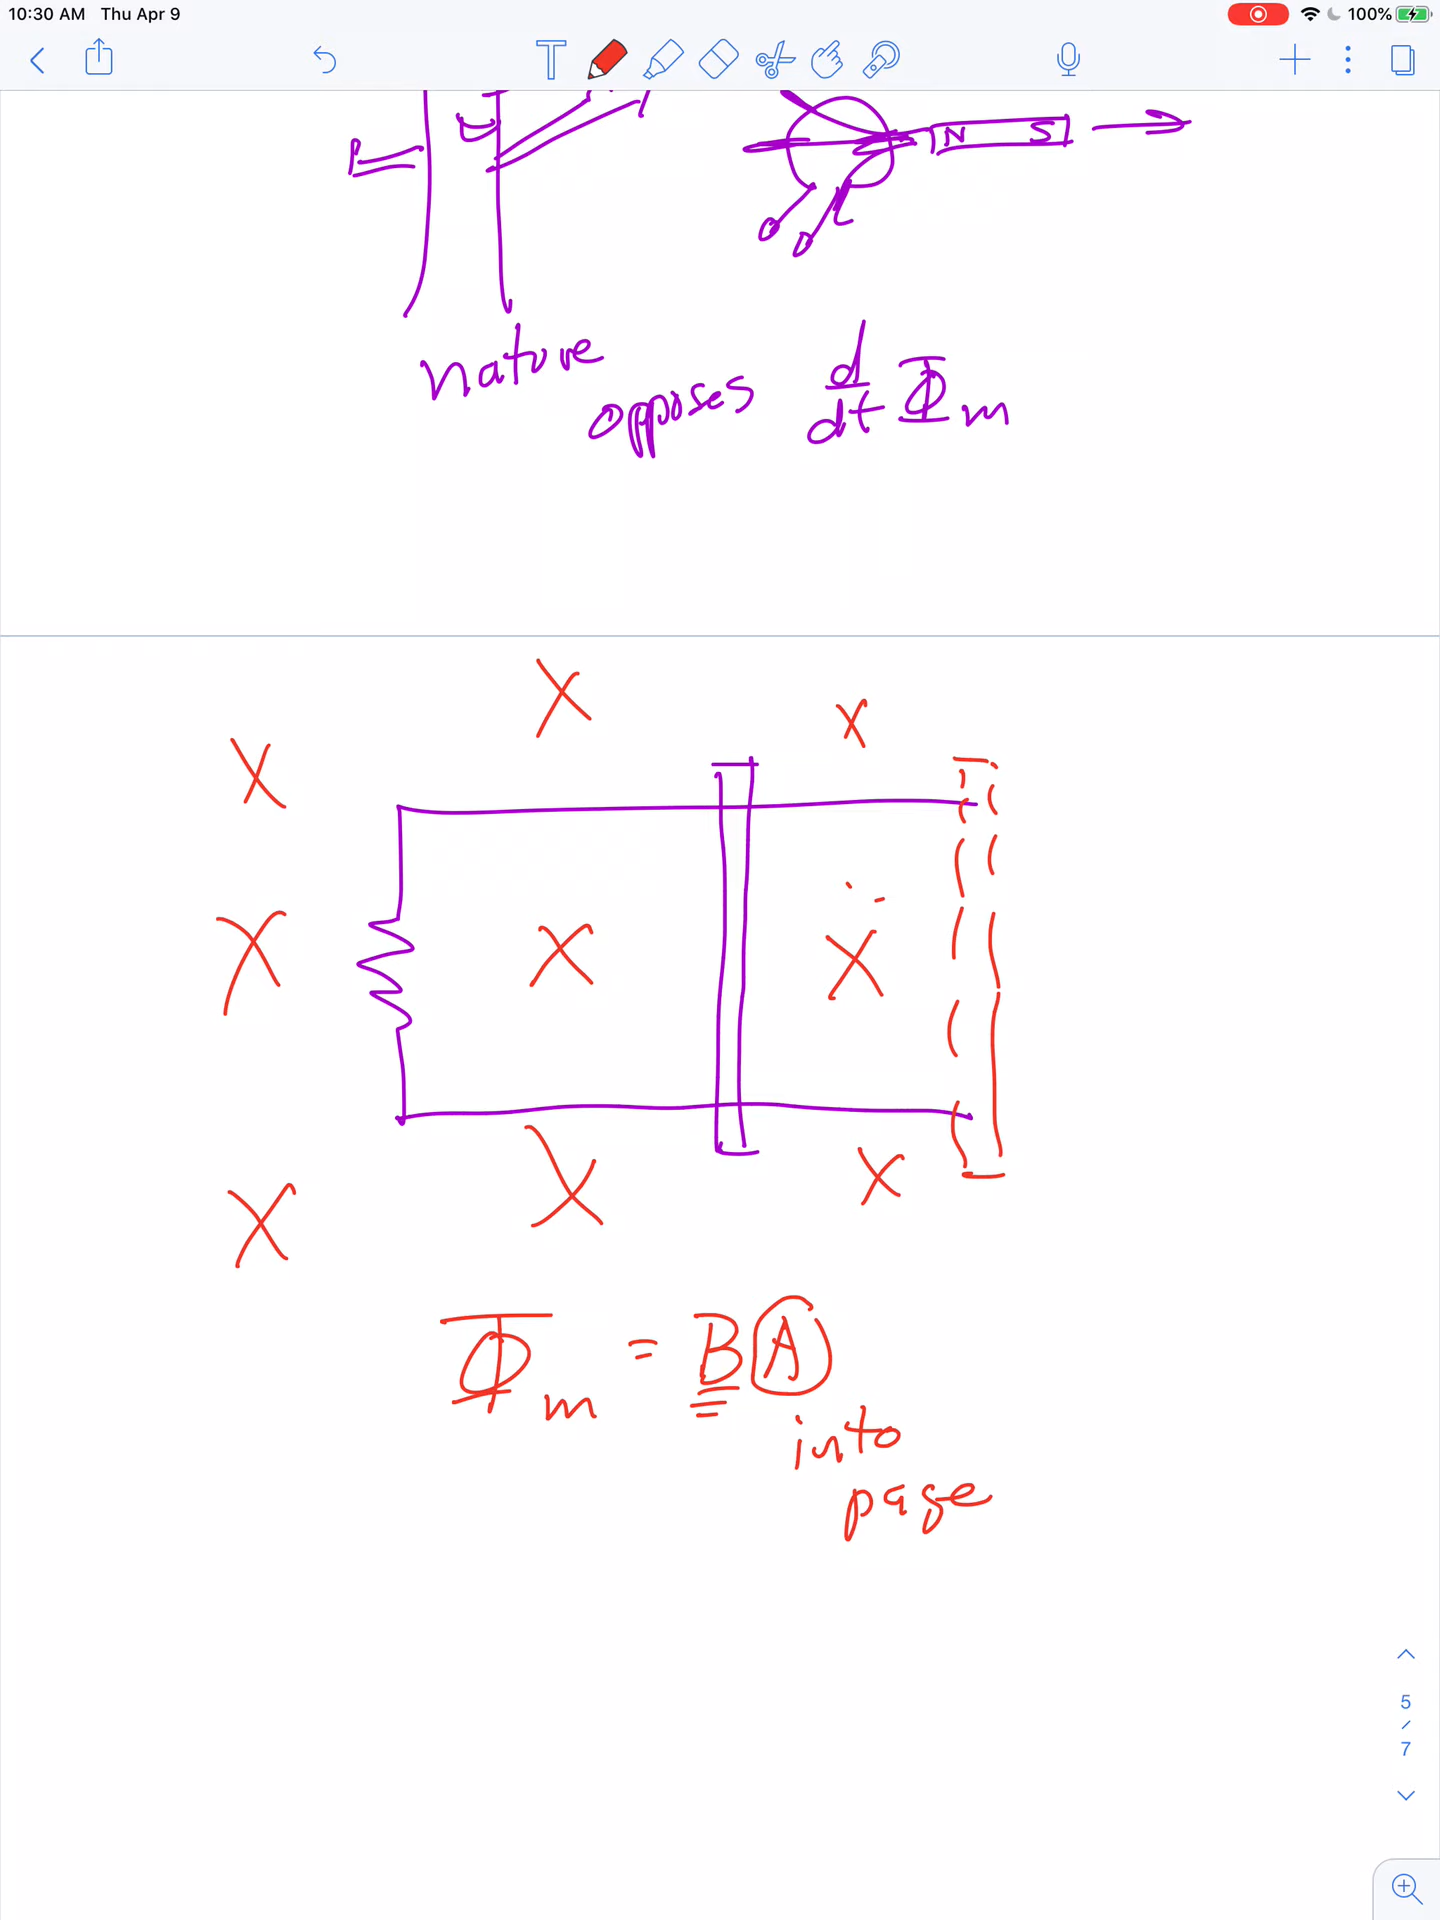 10:30 AM Thu Apr 9
100%
T
N S
nature
opposes d/dt Φm
X X X
X X X
X X X
Φm = BA
into
page
5
/
7